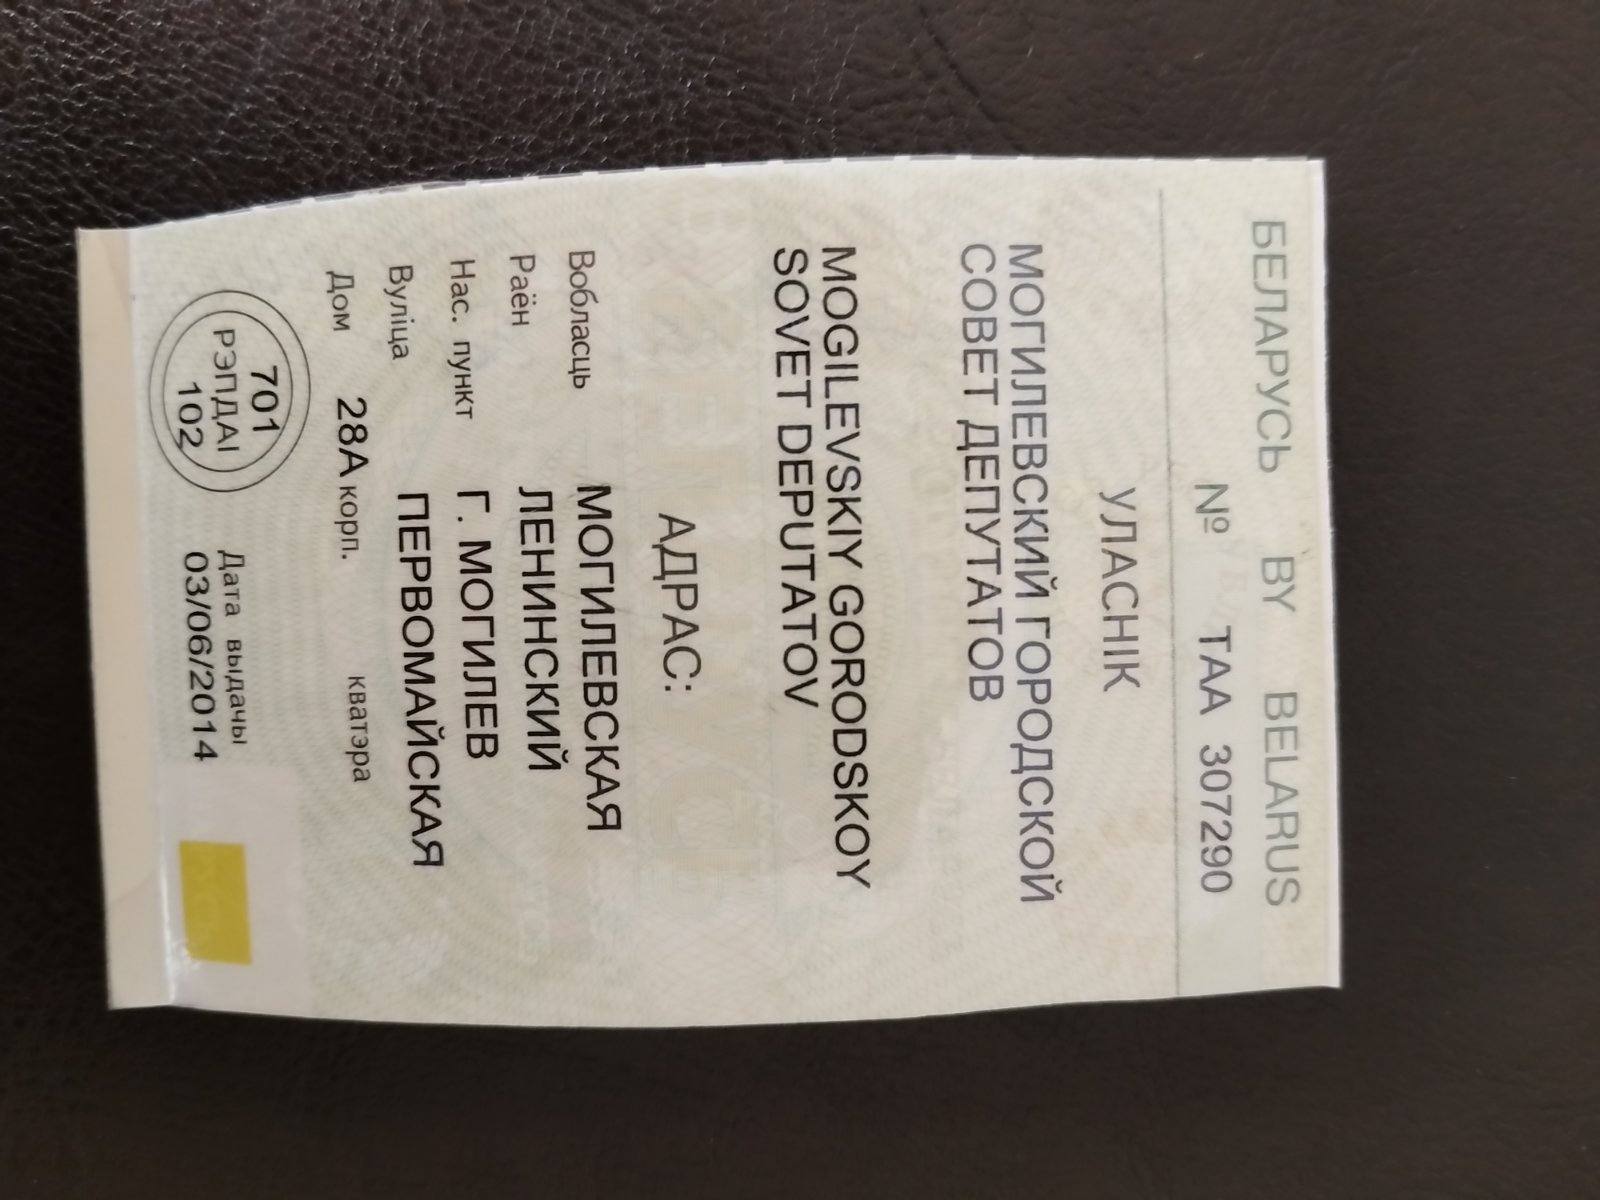 БЕЛАРУСЬ BY BELARUS
№ ТАА 307290
УЛАСНІК
МОГИЛЕВСКИЙ ГОРОДСКОЙ
СОВЕТ ДЕПУТАТОВ
MOGILEVSKIY GORODSKOY
SOVET DEPUTATOV
АДРАС:
Вобласць МОГИЛЕВСКАЯ
Раён ЛЕНИНСКИЙ
Нас. пункт Г. МОГИЛЕВ
Вуліца ПЕРВОМАЙСКАЯ
Дом 28А корп. кватэра
701
РЭПДАІ
102
Дата выдачы
03/06/2014